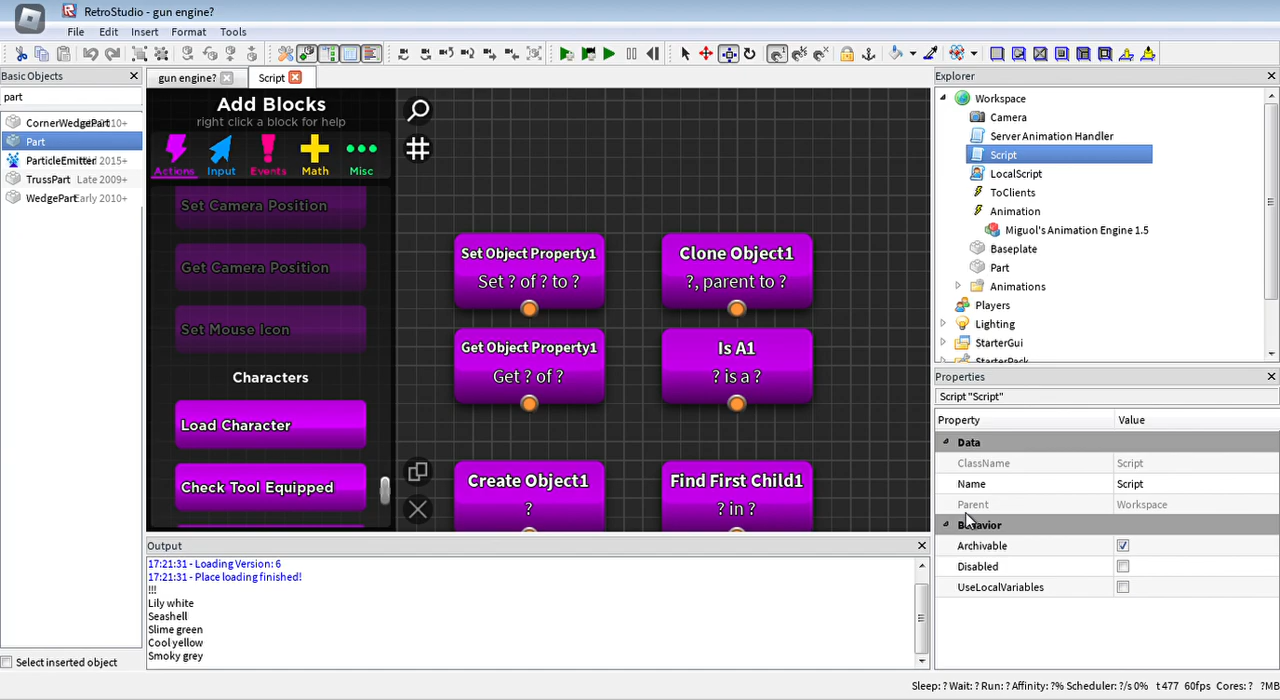 RetroStudio - gun engine?
File Edit Insert Format Tools
Basic Objects
part
CornerWedgePart 2010+
Part
ParticleEmitter 2015+
TrussPart Late 2009+
WedgePart Early 2010+
Select inserted object
gun engine?
Script
Add Blocks
right click a block for help
Actions Input Events Math Misc
Set Camera Position
Get Camera Position
Set Mouse Icon
Characters
Load Character
Check Tool Equipped
Set Object Property1
Set ? of ? to ?
Clone Object1
?, parent to ?
Get Object Property1
Get ? of ?
Is A1
? is a ?
Create Object1
?
Find First Child1
? in ?
Output
17:21:31 - Loading Version: 6
17:21:31 - Place loading finished!
!!!
Lily white
Seashell
Slime green
Cool yellow
Smoky grey
Explorer
Workspace
Camera
Server Animation Handler
Script
LocalScript
ToClients
Animation
Miguol's Animation Engine 1.5
Baseplate
Part
Animations
Players
Lighting
StarterGui
StarterPack
Properties
Script "Script"
Property Value
Data
ClassName Script
Name Script
Parent Workspace
Behavior
Archivable
Disabled
UseLocalVariables
Sleep: ? Wait: ? Run: ? Affinity: ?% Scheduler: ?/s 0% t 477 60fps Cores: ? ?MB